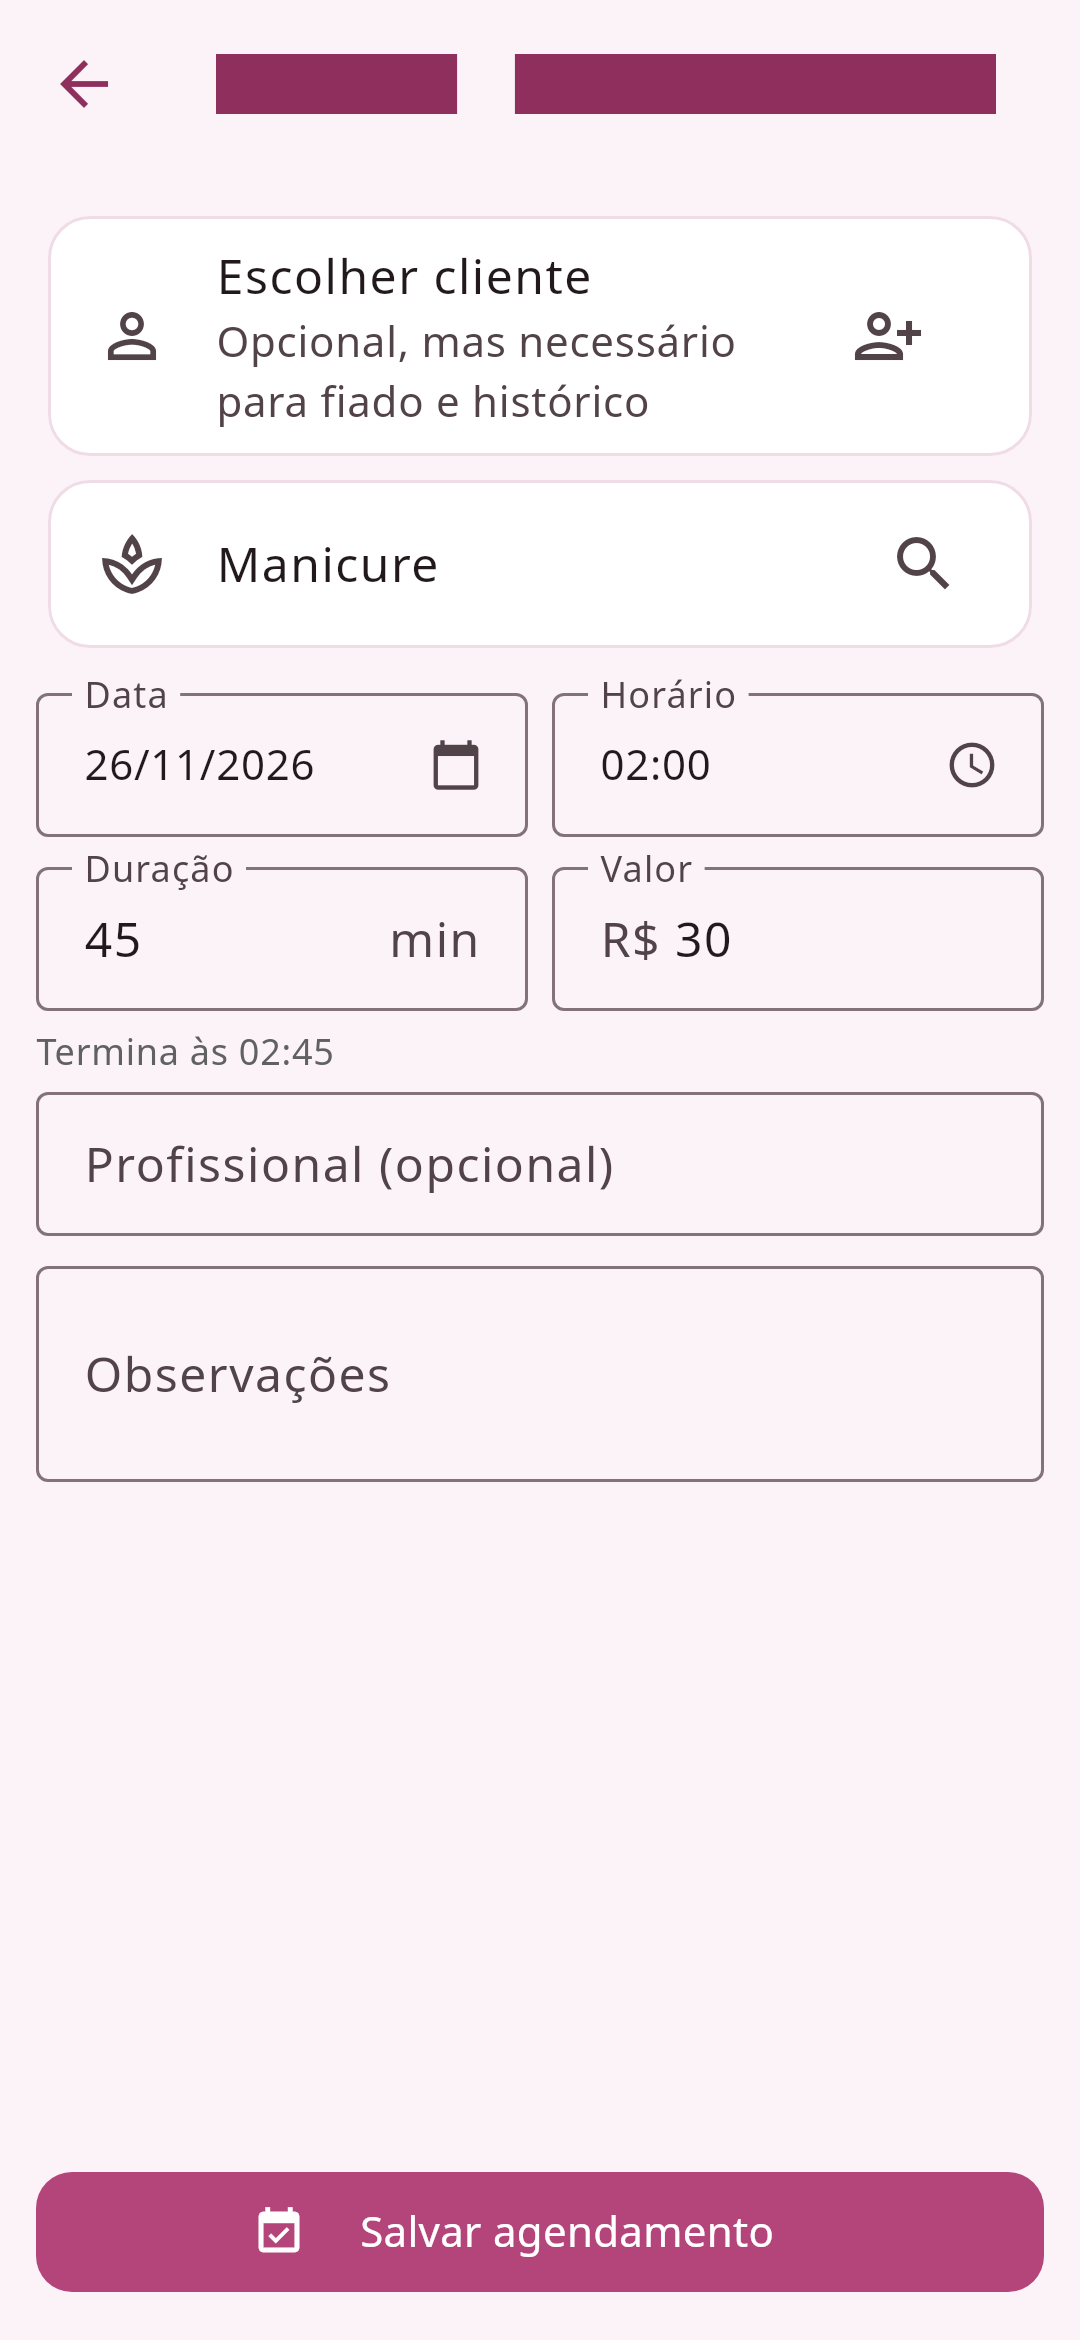 Escolher cliente
Opcional, mas necessário
para fiado e histórico
Manicure
Data
Horário
26/11/2026
02:00
Duração
Valor
45 min
R$ 30
Termina às 02:45
Profissional (opcional)
Observações
Salvar agendamento